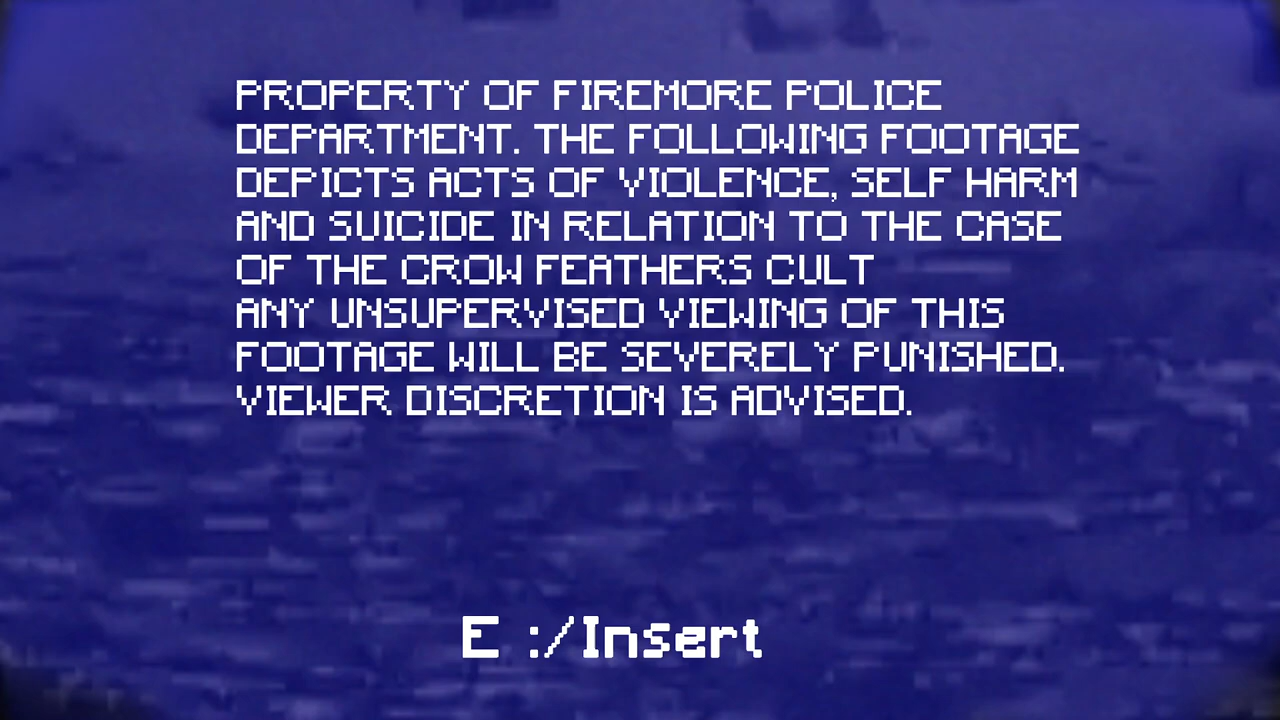 PROPERTY OF FIREMORE POLICE
DEPARTMENT. THE FOLLOWING FOOTAGE
DEPICTS ACTS OF VIOLENCE, SELF HARM
AND SUICIDE IN RELATION TO THE CASE
OF THE CROW FEATHERS CULT
ANY UNSUPERVISED VIEWING OF THIS
FOOTAGE WILL BE SEVERELY PUNISHED.
VIEWER DISCRETION IS ADVISED.
E :/Insert